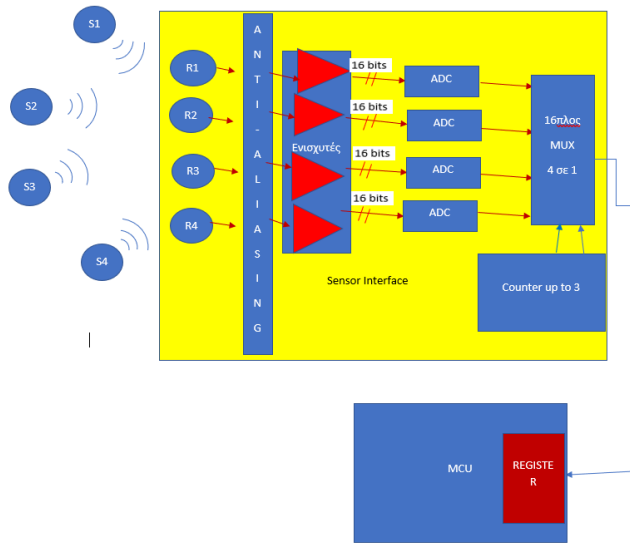 S1
S2
S3
S4
R1
R2
R3
R4
A
N
T
I
-
A
L
I
A
S
I
N
G
Ενισχυτές
16 bits
16 bits
16 bits
16 bits
ADC
ADC
ADC
ADC
16πλος
MUX
4 σε 1
Counter up to 3
Sensor Interface
MCU
REGISTE
R